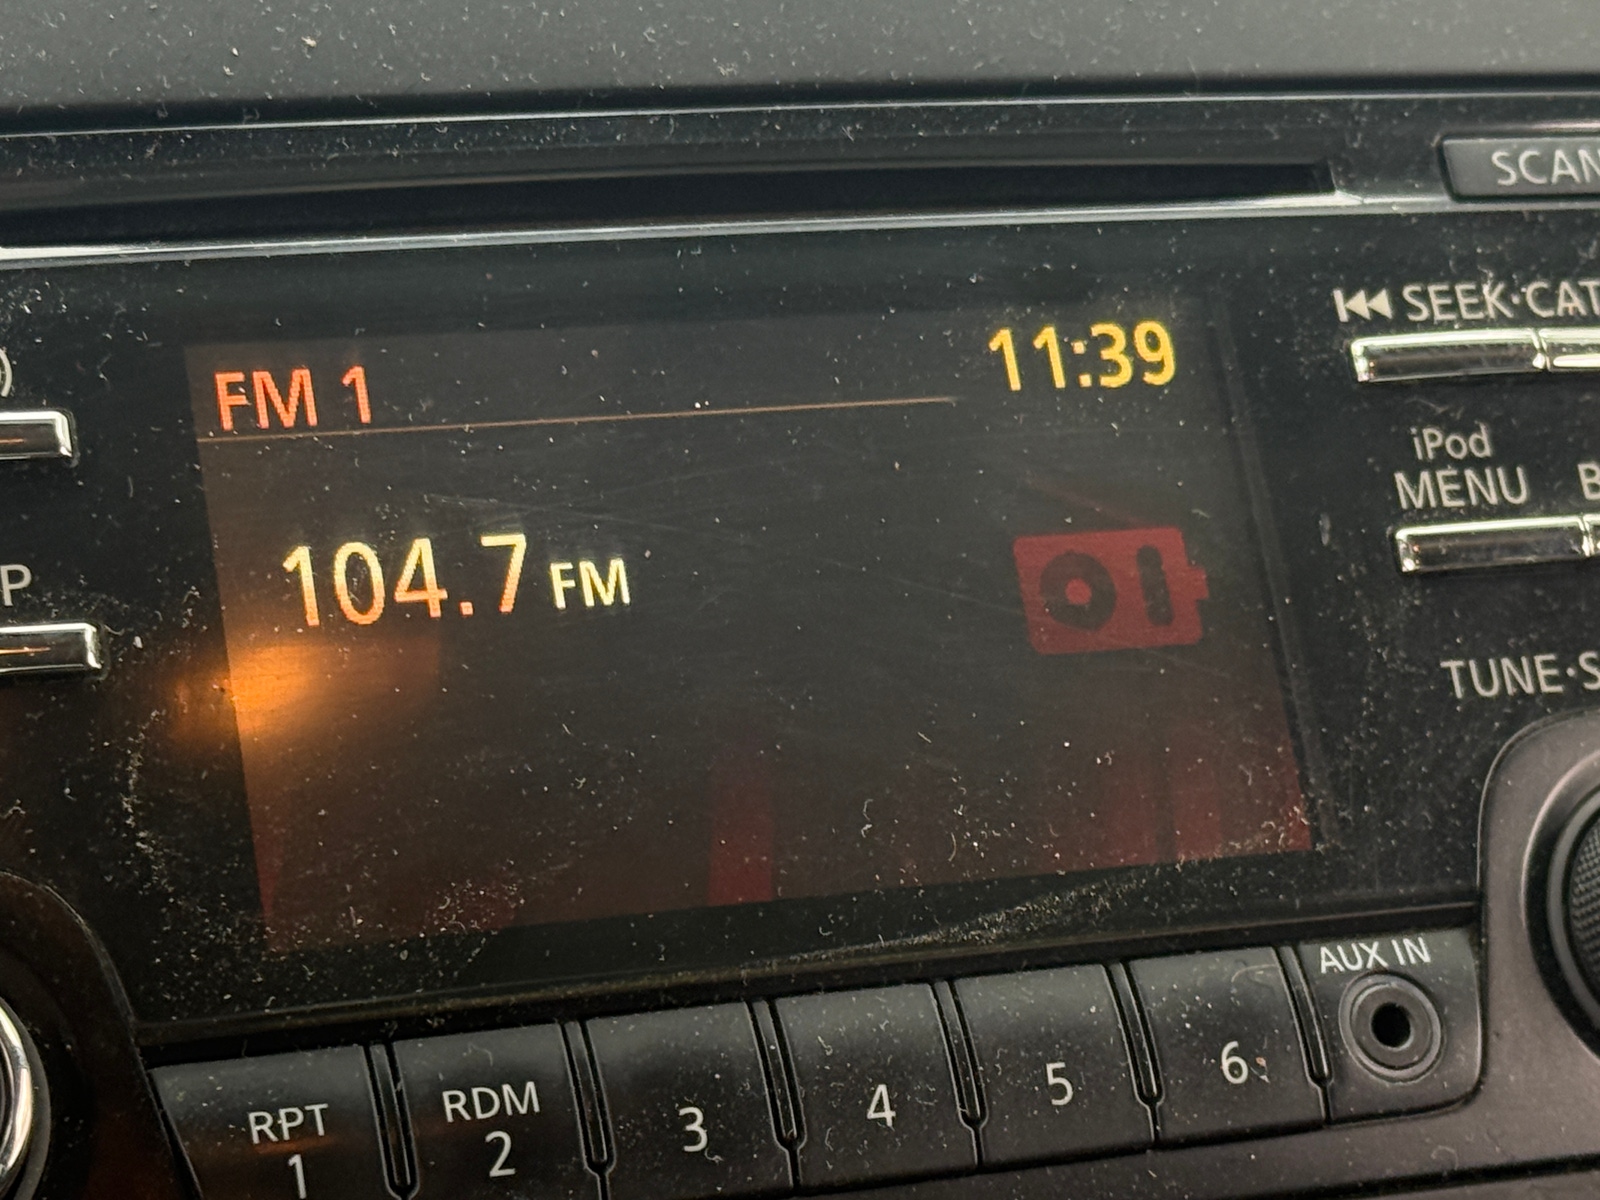 SCAN
SEEK·CAT
FM 1
11:39
iPod
MENU
B
104.7 FM
P
TUNE·S
AUX IN
RPT
1
RDM
2
3
4
5
6